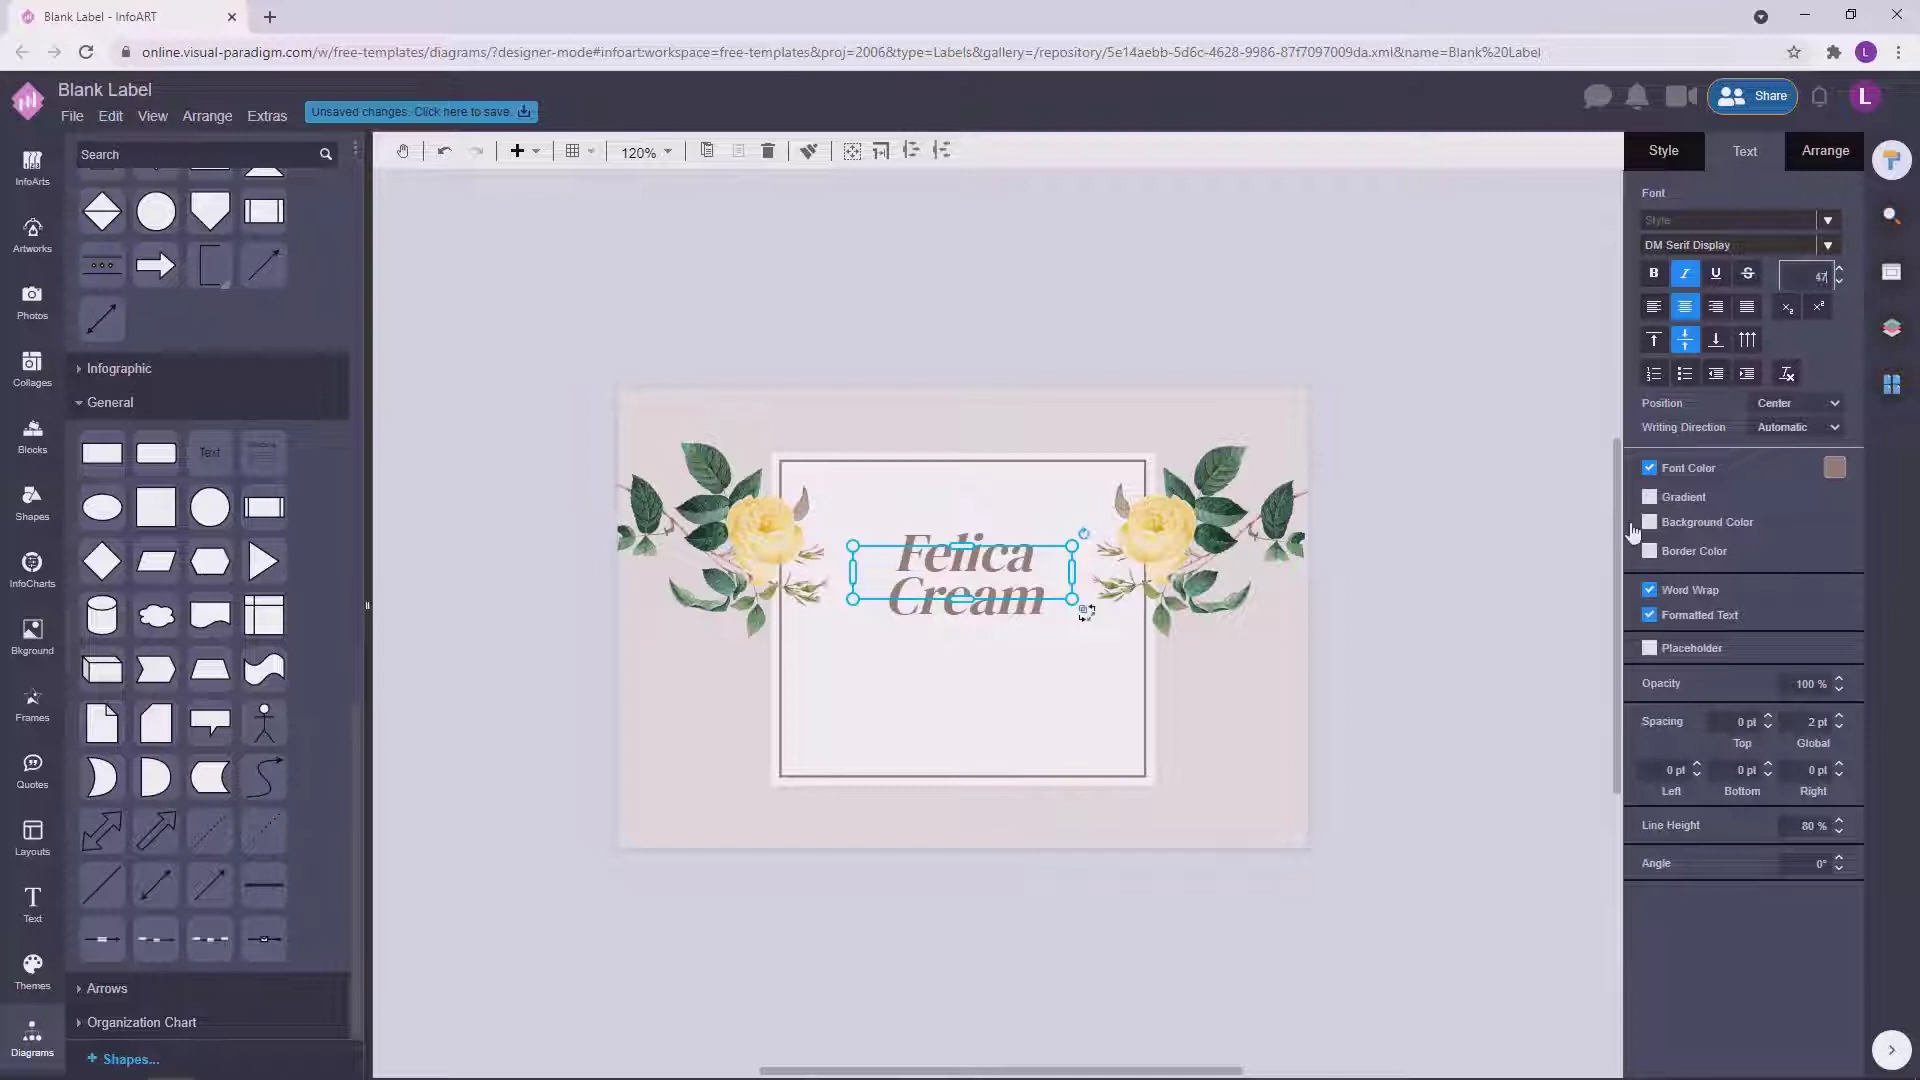 Blank Label - InfoART
online.visual-paradigm.com/w/free-templates/diagrams/?designer-mode#infoart:workspace=free-templates&proj=2006&type=Labels&gallery=/repository/5e14aebb-5d6c-4628-9986-87f7097009da.xml&name=Blank%20Label
L
Blank Label
File Edit View Arrange Extras
Unsaved changes. Click here to save.
Share
L
InfoArts
Artworks
Photos
Collages
Blocks
Shapes
InfoCharts
Bkground
Frames
Quotes
Layouts
Text
Themes
Diagrams
Search
Infographic
General
Text
Arrows
Organization Chart
+ Shapes...
120%
Felica
Cream
Style Text Arrange
Font
Style
DM Serif Display
B I U S 47
Position Center
Writing Direction Automatic
Font Color
Gradient
Background Color
Border Color
Word Wrap
Formatted Text
Placeholder
Opacity 100 %
Spacing 0 pt 2 pt
Top Global
0 pt 0 pt 0 pt
Left Bottom Right
Line Height 80 %
Angle 0°